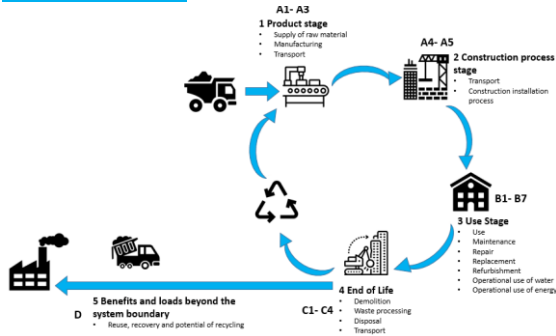 A1- A3
1 Product stage
• Supply of raw material
• Manufacturing
• Transport
A4- A5
2 Construction process
stage
• Transport
• Construction installation
process
B1- B7
3 Use Stage
• Use
• Maintenance
• Repair
• Replacement
• Refurbishment
• Operational use of water
• Operational use of energy
C1- C4
4 End of Life
• Demolition
• Waste processing
• Disposal
• Transport
D
5 Benefits and loads beyond the
system boundary
• Reuse, recovery and potential of recycling